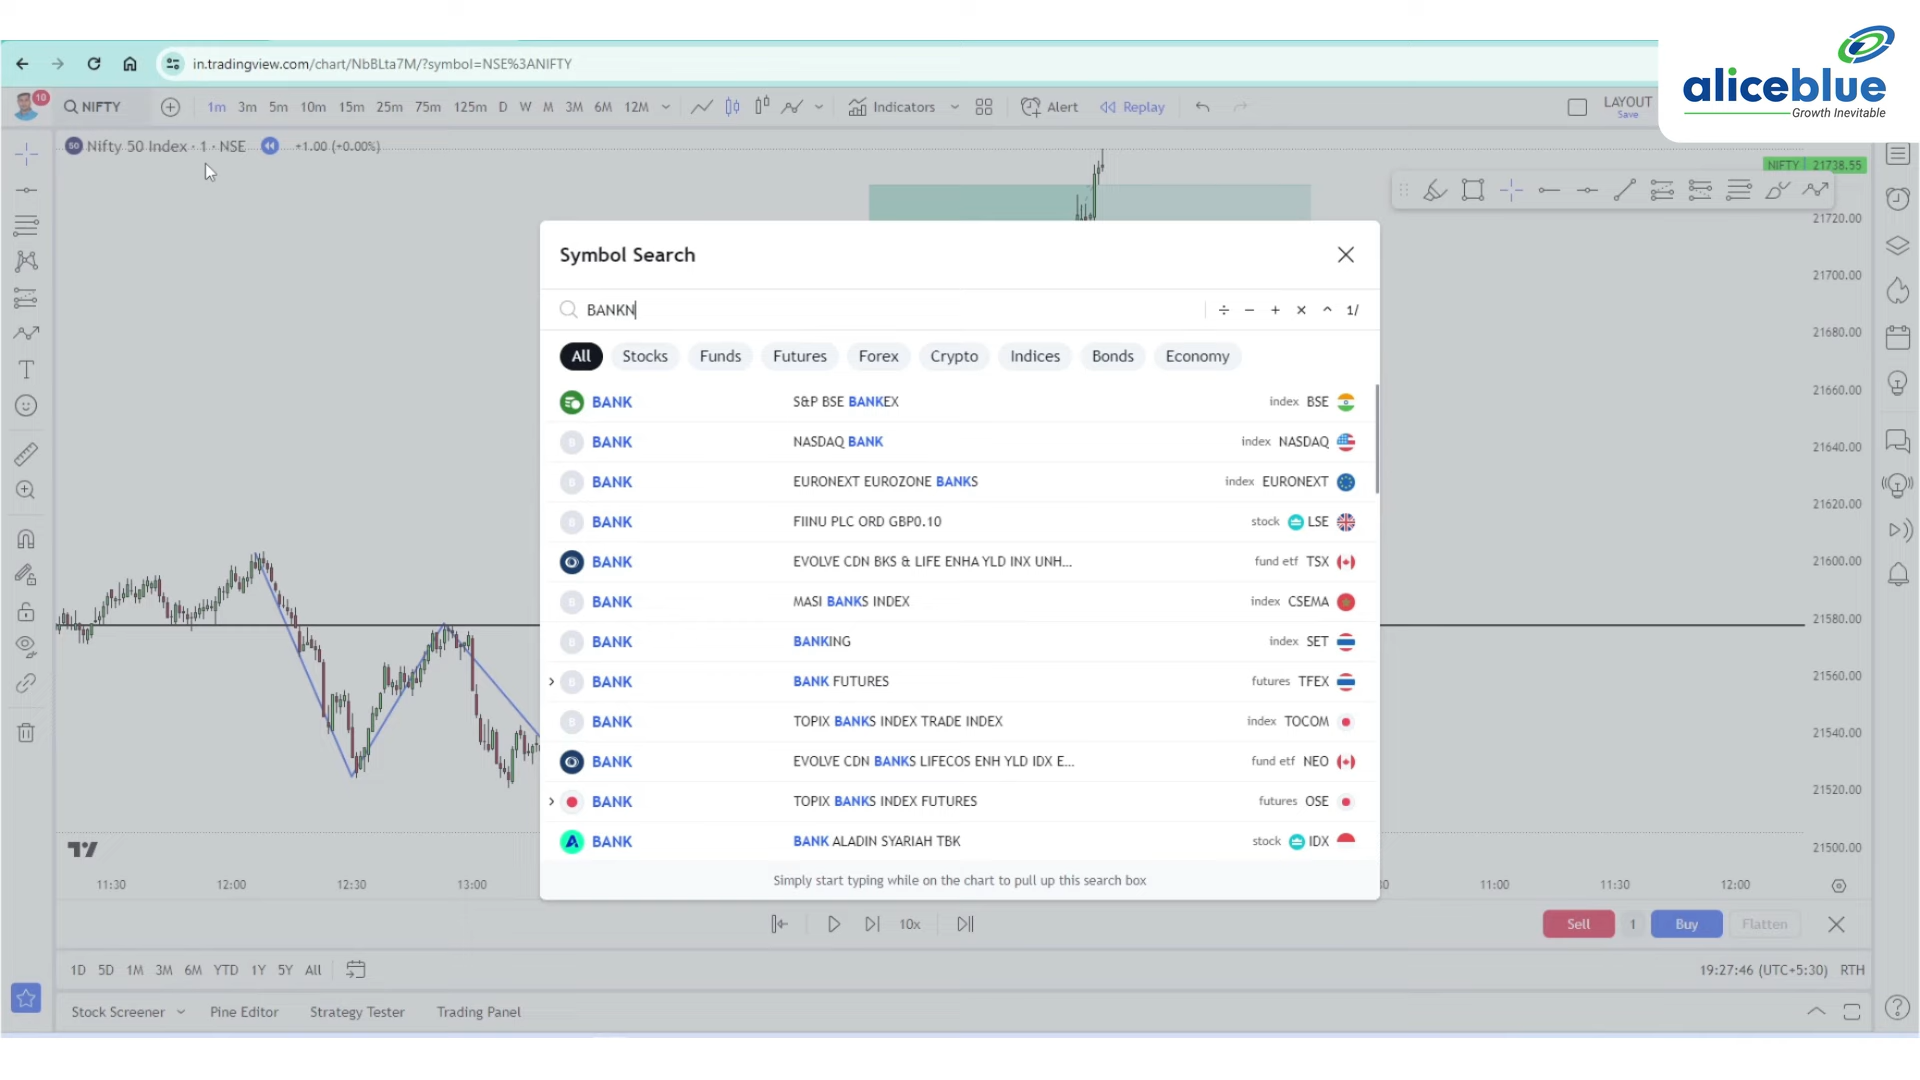 aliceblue
Growth Inevitable
in.tradingview.com/chart/NbBLta7M/?symbol=NSE%3ANIFTY
10
NIFTY 1m 3m 5m 10m 15m 25m 75m 125m D W M 3M 6M 12M Indicators Alert Replay LAYOUT
Save
50 Nifty 50 Index · 1 · NSE +1.00 (+0.00%)
NIFTY 21738.55
21720.00
21700.00
21680.00
21660.00
21640.00
21620.00
21600.00
21580.00
21560.00
21540.00
21520.00
21500.00
Symbol Search
BANKN ÷ − + × ^ 1/
All Stocks Funds Futures Forex Crypto Indices Bonds Economy
BANK S&P BSE BANKEX index BSE
B BANK NASDAQ BANK index NASDAQ
B BANK EURONEXT EUROZONE BANKS index EURONEXT
B BANK FIINU PLC ORD GBP0.10 stock LSE
BANK EVOLVE CDN BKS & LIFE ENHA YLD INX UNH... fund etf TSX
B BANK MASI BANKS INDEX index CSEMA
B BANK BANKING index SET
B BANK BANK FUTURES futures TFEX
B BANK TOPIX BANKS INDEX TRADE INDEX index TOCOM
BANK EVOLVE CDN BANKS LIFECOS ENH YLD IDX E... fund etf NEO
BANK TOPIX BANKS INDEX FUTURES futures OSE
BANK BANK ALADIN SYARIAH TBK stock IDX
Simply start typing while on the chart to pull up this search box
11:30 12:00 12:30 13:00 11:00 11:30 12:00
10x Sell 1 Buy Flatten
1D 5D 1M 3M 6M YTD 1Y 5Y All 19:27:46 (UTC+5:30) RTH
Stock Screener Pine Editor Strategy Tester Trading Panel